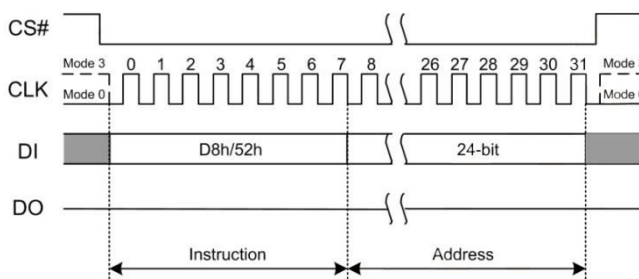 CS#
Mode 3 0 1 2 3 4 5 6 7 8 26 27 28 29 30 31 Mode
CLK
Mode 0 Mode
DI D8h/52h 24-bit
DO
Instruction Address